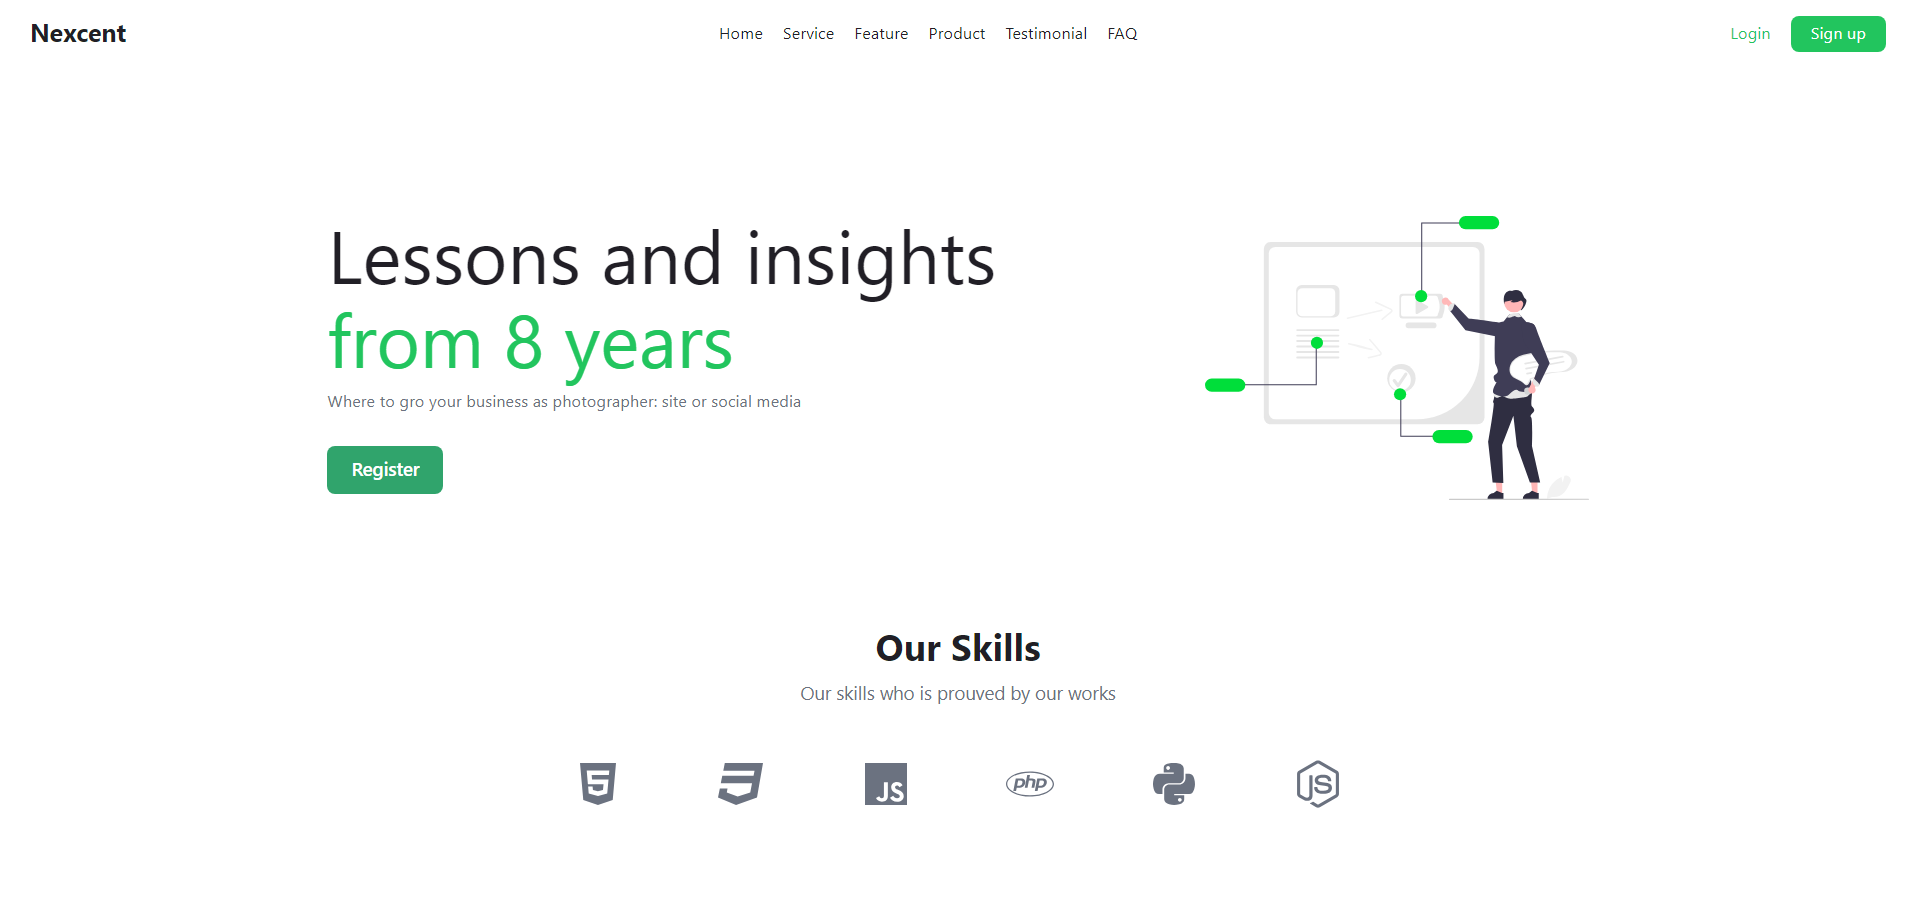 Nexcent
Home Service Feature Product Testimonial FAQ
Login Sign up
Lessons and insights
from 8 years
Where to gro your business as photographer: site or social media
Register
Our Skills
Our skills who is prouved by our works
5 JS php JS